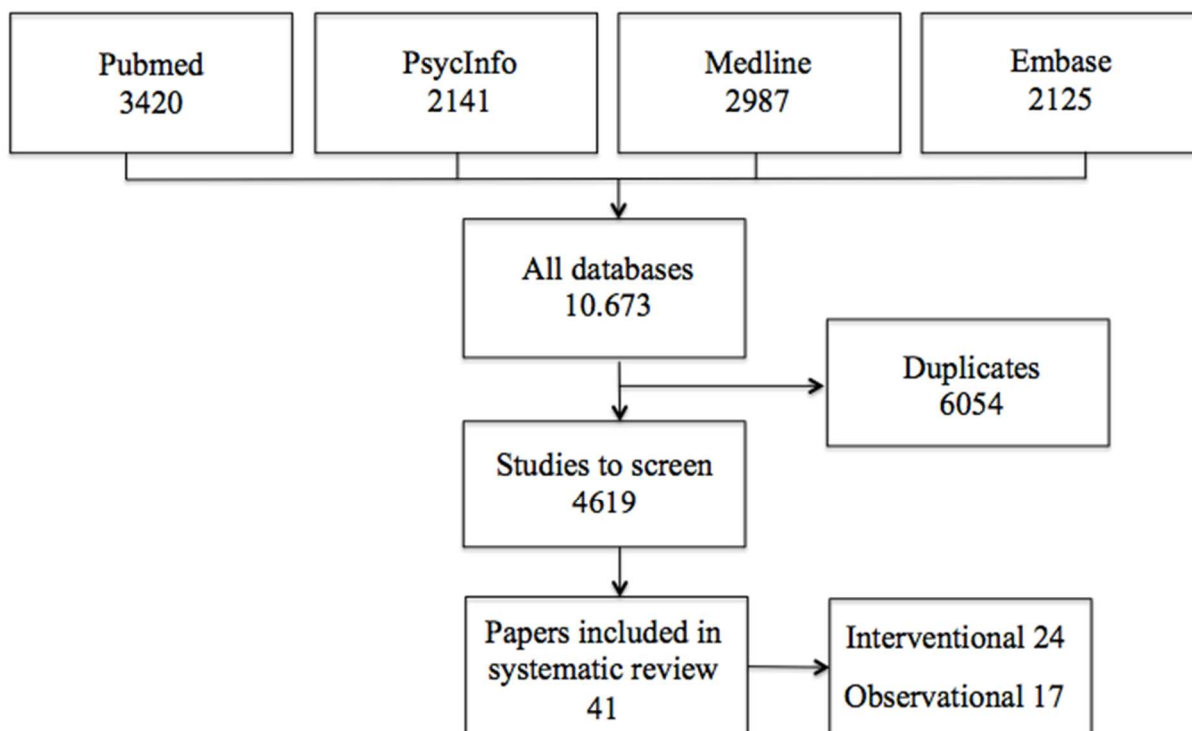 Pubmed
3420
PsycInfo
2141
Medline
2987
Embase
2125
All databases
10.673
Duplicates
6054
Studies to screen
4619
Papers included in
systematic review
41
Interventional 24
Observational 17